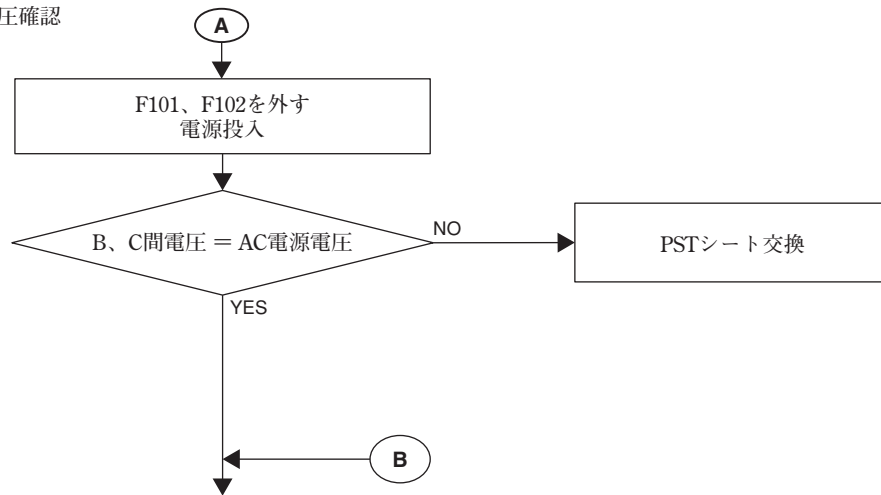 圧確認
A
F101、F102を外す
電源投入
B、C間電圧 ＝ AC電源電圧
NO
PSTシート交換
YES
B